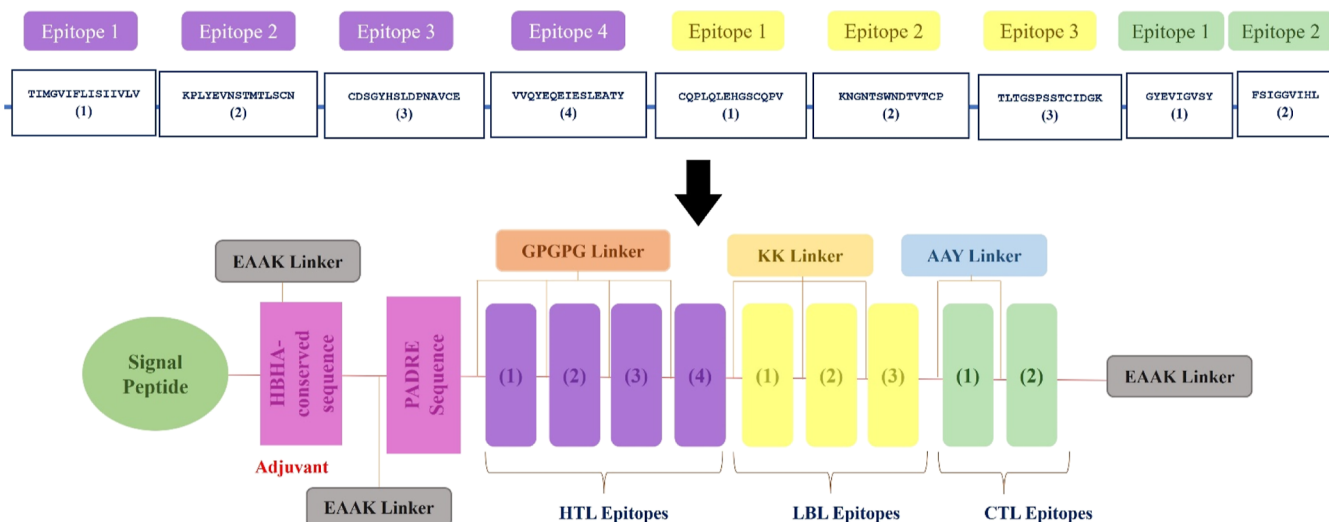 Epitope 1
Epitope 2
Epitope 3
Epitope 4
Epitope 1
Epitope 2
Epitope 3
Epitope 1
Epitope 2
TIMGVIFLISIIVLV
(1)
KPLYEVNSTMTLSCN
(2)
CDSGYHSLDPNAVCE
(3)
VVQYEQEIESLEATY
(4)
CQPLQLEHGSCQPV
(1)
KNGNTSWNDTVTCP
(2)
TLTGSPSSTCIDGK
(3)
GYEVIGVSY
(1)
FSIGGVIHL
(2)
EAAK Linker
GPGPG Linker
KK Linker
AAY Linker
Signal
Peptide
HBHA-
conserved
sequence
PADRE
Sequence
(1)
(2)
(3)
(4)
(1)
(2)
(3)
(1)
(2)
EAAK Linker
Adjuvant
EAAK Linker
HTL Epitopes
LBL Epitopes
CTL Epitopes